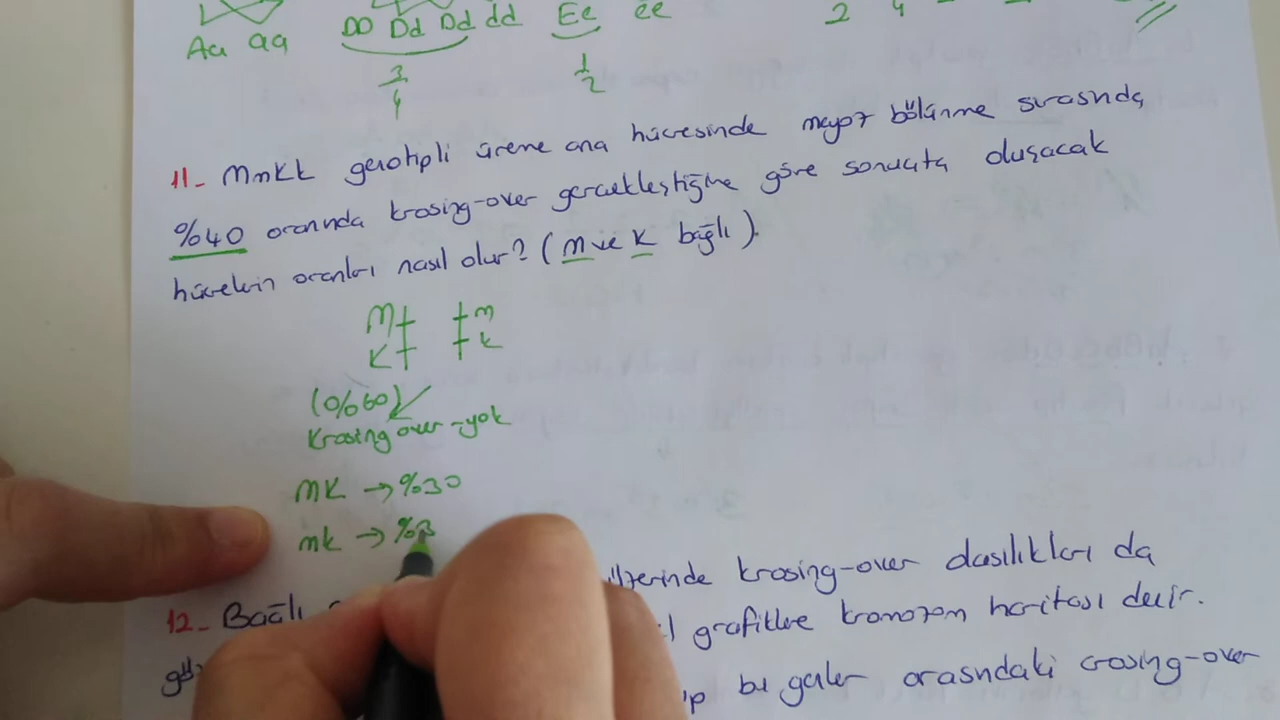 Aa aa DD Dd Dd dd Ee ee
3/4 1/2 2 4
11- MmKk genotipli üreme ana hücresinde mayoz bölünme sırasında
%40 oranında krosing-over gerçekleştiğine göre sonuçta oluşacak
hücrelerin oranları nasıl olur? (M ve K bağlı).
M m
K k
(%60)
Krosing over-yok
MK → %30
mk → %3
12- Bağlı üzerinde krosing-over olasılıkları da
grafiklere kromozom haritası denir.
bu genler arasındaki crosing-over